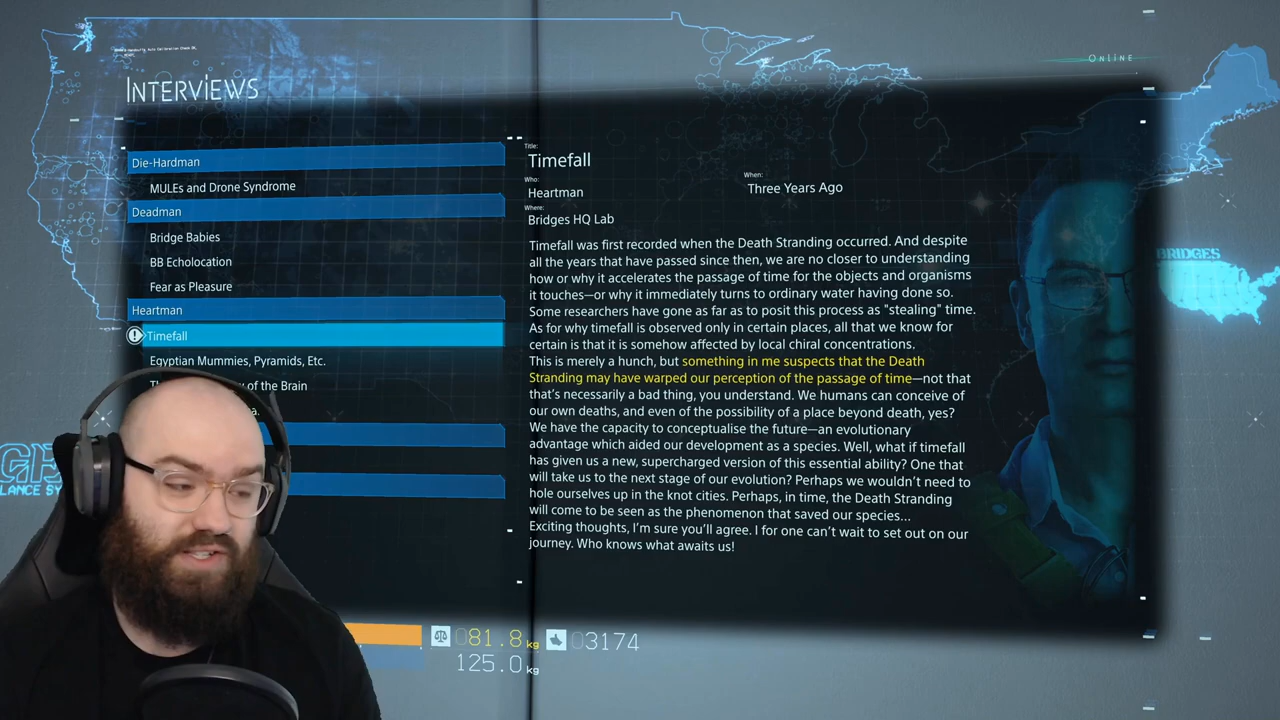 OnLInE
InTERVIEWS
Die-Hardman
MULEs and Drone Syndrome
Deadman
Bridge Babies
BB Echolocation
Fear as Pleasure
Heartman
Timefall
Egyptian Mummies, Pyramids, Etc.
y of the Brain
Title:
Timefall
Who:
Heartman
When:
Three Years Ago
Where:
Bridges HQ Lab
Timefall was first recorded when the Death Stranding occurred. And despite
all the years that have passed since then, we are no closer to understanding
how or why it accelerates the passage of time for the objects and organisms
it touches—or why it immediately turns to ordinary water having done so.
Some researchers have gone as far as to posit this process as "stealing" time.
As for why timefall is observed only in certain places, all that we know for
certain is that it is somehow affected by local chiral concentrations.
This is merely a hunch, but something in me suspects that the Death
Stranding may have warped our perception of the passage of time—not that
that's necessarily a bad thing, you understand. We humans can conceive of
our own deaths, and even of the possibility of a place beyond death, yes?
We have the capacity to conceptualise the future—an evolutionary
advantage which aided our development as a species. Well, what if timefall
has given us a new, supercharged version of this essential ability? One that
will take us to the next stage of our evolution? Perhaps we wouldn't need to
hole ourselves up in the knot cities. Perhaps, in time, the Death Stranding
will come to be seen as the phenomenon that saved our species...
Exciting thoughts, I'm sure you'll agree. I for one can't wait to set out on our
journey. Who knows what awaits us!
BRIDGES
LANCE SY
081.8 kg
03174
125.0 kg